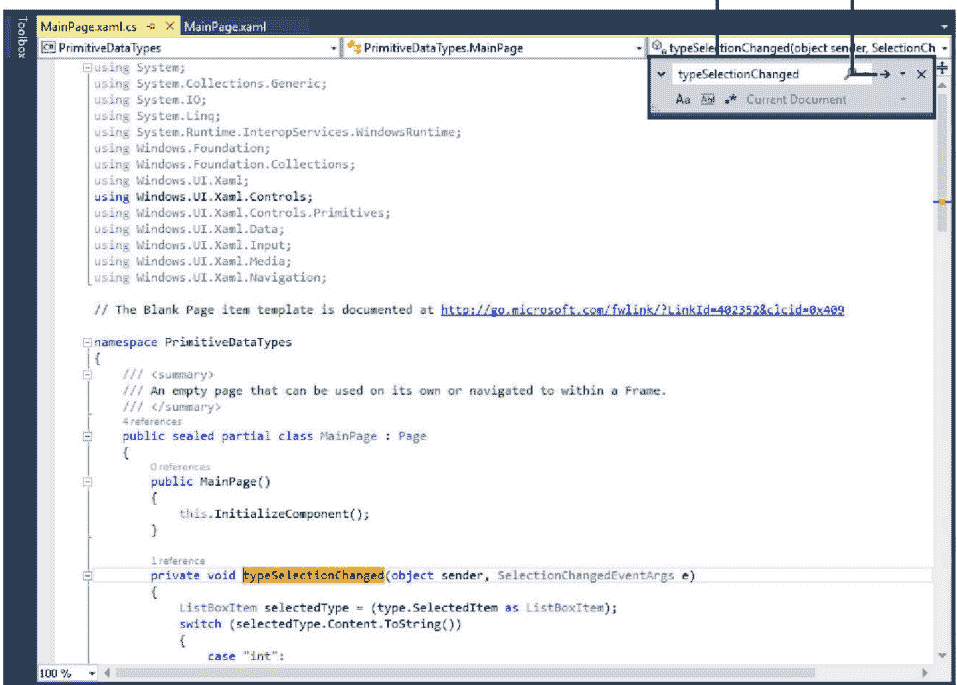 Toolbox
MainPage.xaml.cs MainPage.xaml
PrimitiveDataTypes PrimitiveDataTypes.MainPage typeSelectionChanged(object sender, SelectionCh
typeSelectionChanged
Aa Abl .* Current Document
using System;
using System.Collections.Generic;
using System.IO;
using System.Linq;
using System.Runtime.InteropServices.WindowsRuntime;
using Windows.Foundation;
using Windows.Foundation.Collections;
using Windows.UI.Xaml;
using Windows.UI.Xaml.Controls;
using Windows.UI.Xaml.Controls.Primitives;
using Windows.UI.Xaml.Data;
using Windows.UI.Xaml.Input;
using Windows.UI.Xaml.Media;
using Windows.UI.Xaml.Navigation;
// The Blank Page item template is documented at http://go.microsoft.com/fwlink/?LinkId=402352&clcid=0x409
namespace PrimitiveDataTypes
{
/// <summary>
/// An empty page that can be used on its own or navigated to within a Frame.
/// </summary>
4 references
public sealed partial class MainPage : Page
{
0 references
public MainPage()
{
this.InitializeComponent();
}
1 reference
private void typeSelectionChanged(object sender, SelectionChangedEventArgs e)
{
ListBoxItem selectedType = (type.SelectedItem as ListBoxItem);
switch (selectedType.Content.ToString())
{
case "int":
100 %